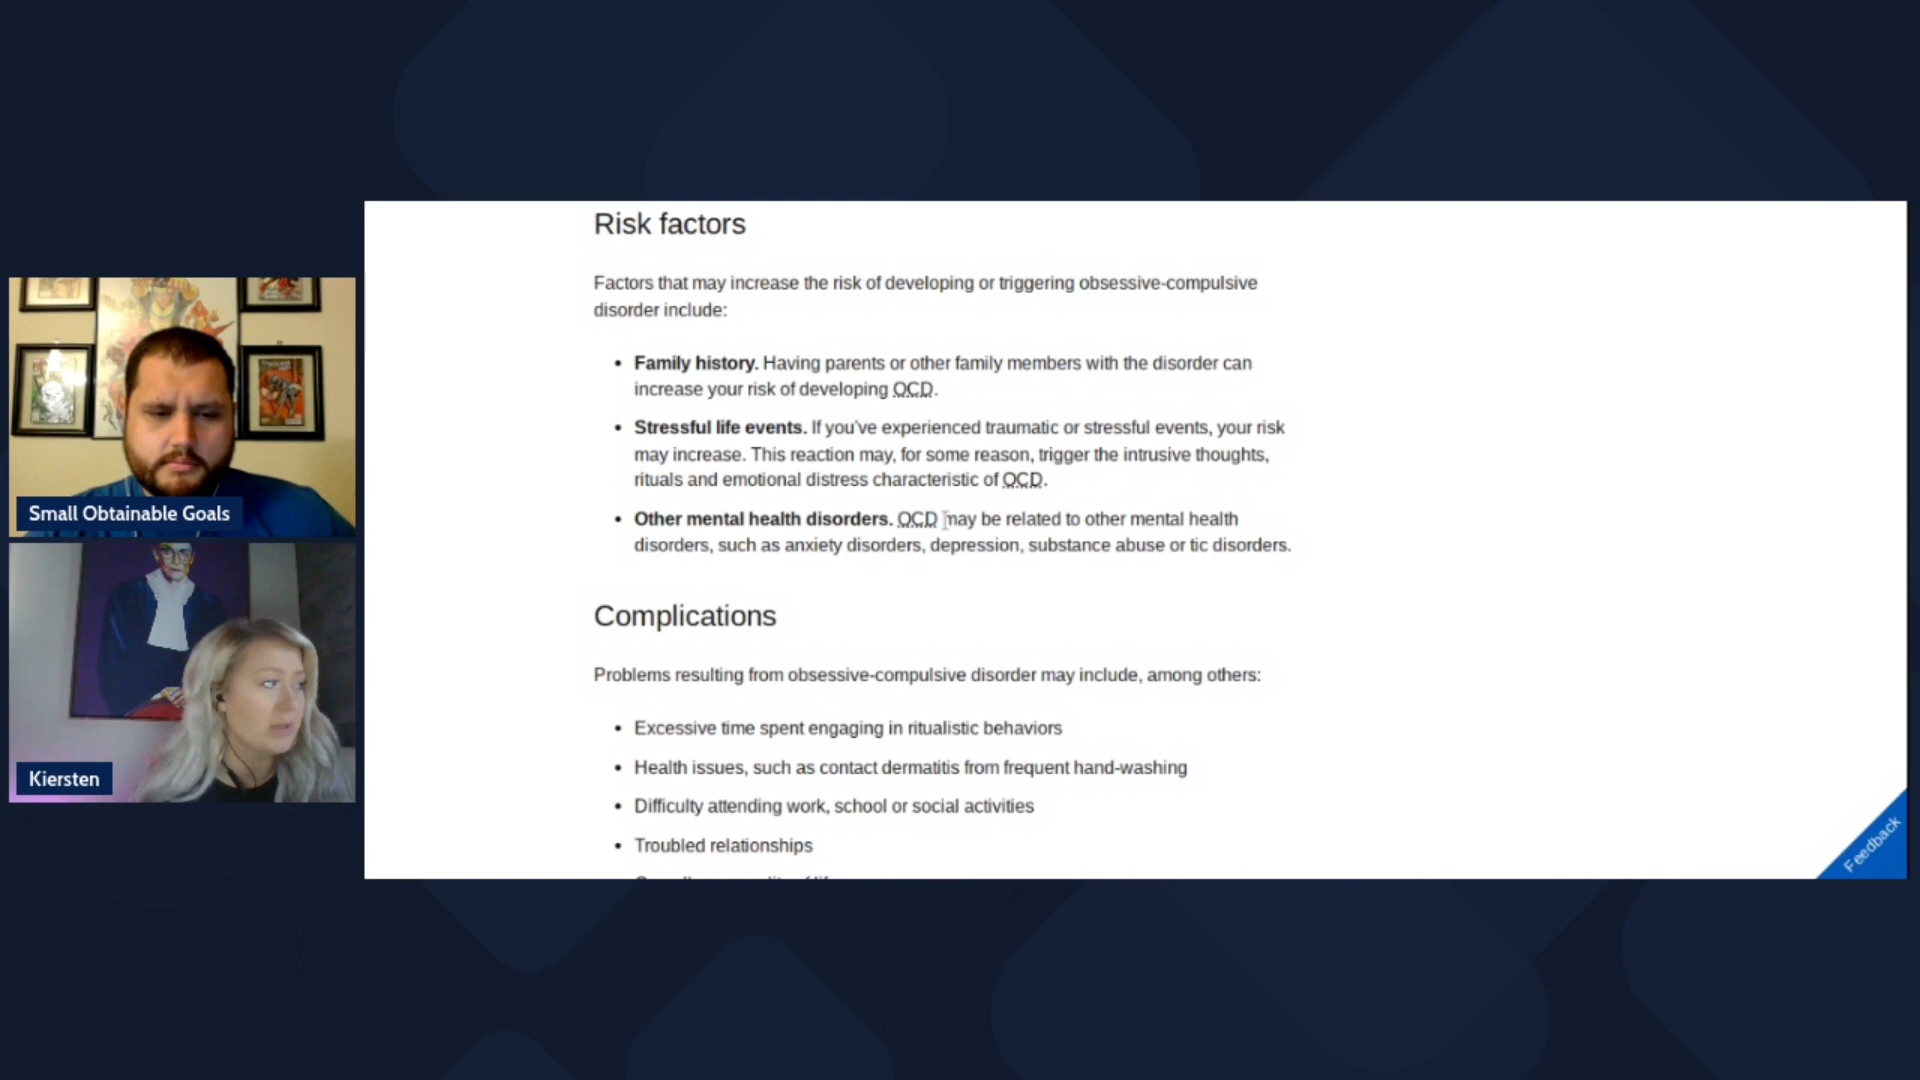 Risk factors
Factors that may increase the risk of developing or triggering obsessive-compulsive
disorder include:
• Family history. Having parents or other family members with the disorder can
increase your risk of developing OCD.
• Stressful life events. If you've experienced traumatic or stressful events, your risk
may increase. This reaction may, for some reason, trigger the intrusive thoughts,
rituals and emotional distress characteristic of OCD.
• Other mental health disorders. OCD may be related to other mental health
disorders, such as anxiety disorders, depression, substance abuse or tic disorders.
Complications
Problems resulting from obsessive-compulsive disorder may include, among others:
• Excessive time spent engaging in ritualistic behaviors
• Health issues, such as contact dermatitis from frequent hand-washing
• Difficulty attending work, school or social activities
• Troubled relationships
Feedback
Small Obtainable Goals
Kiersten